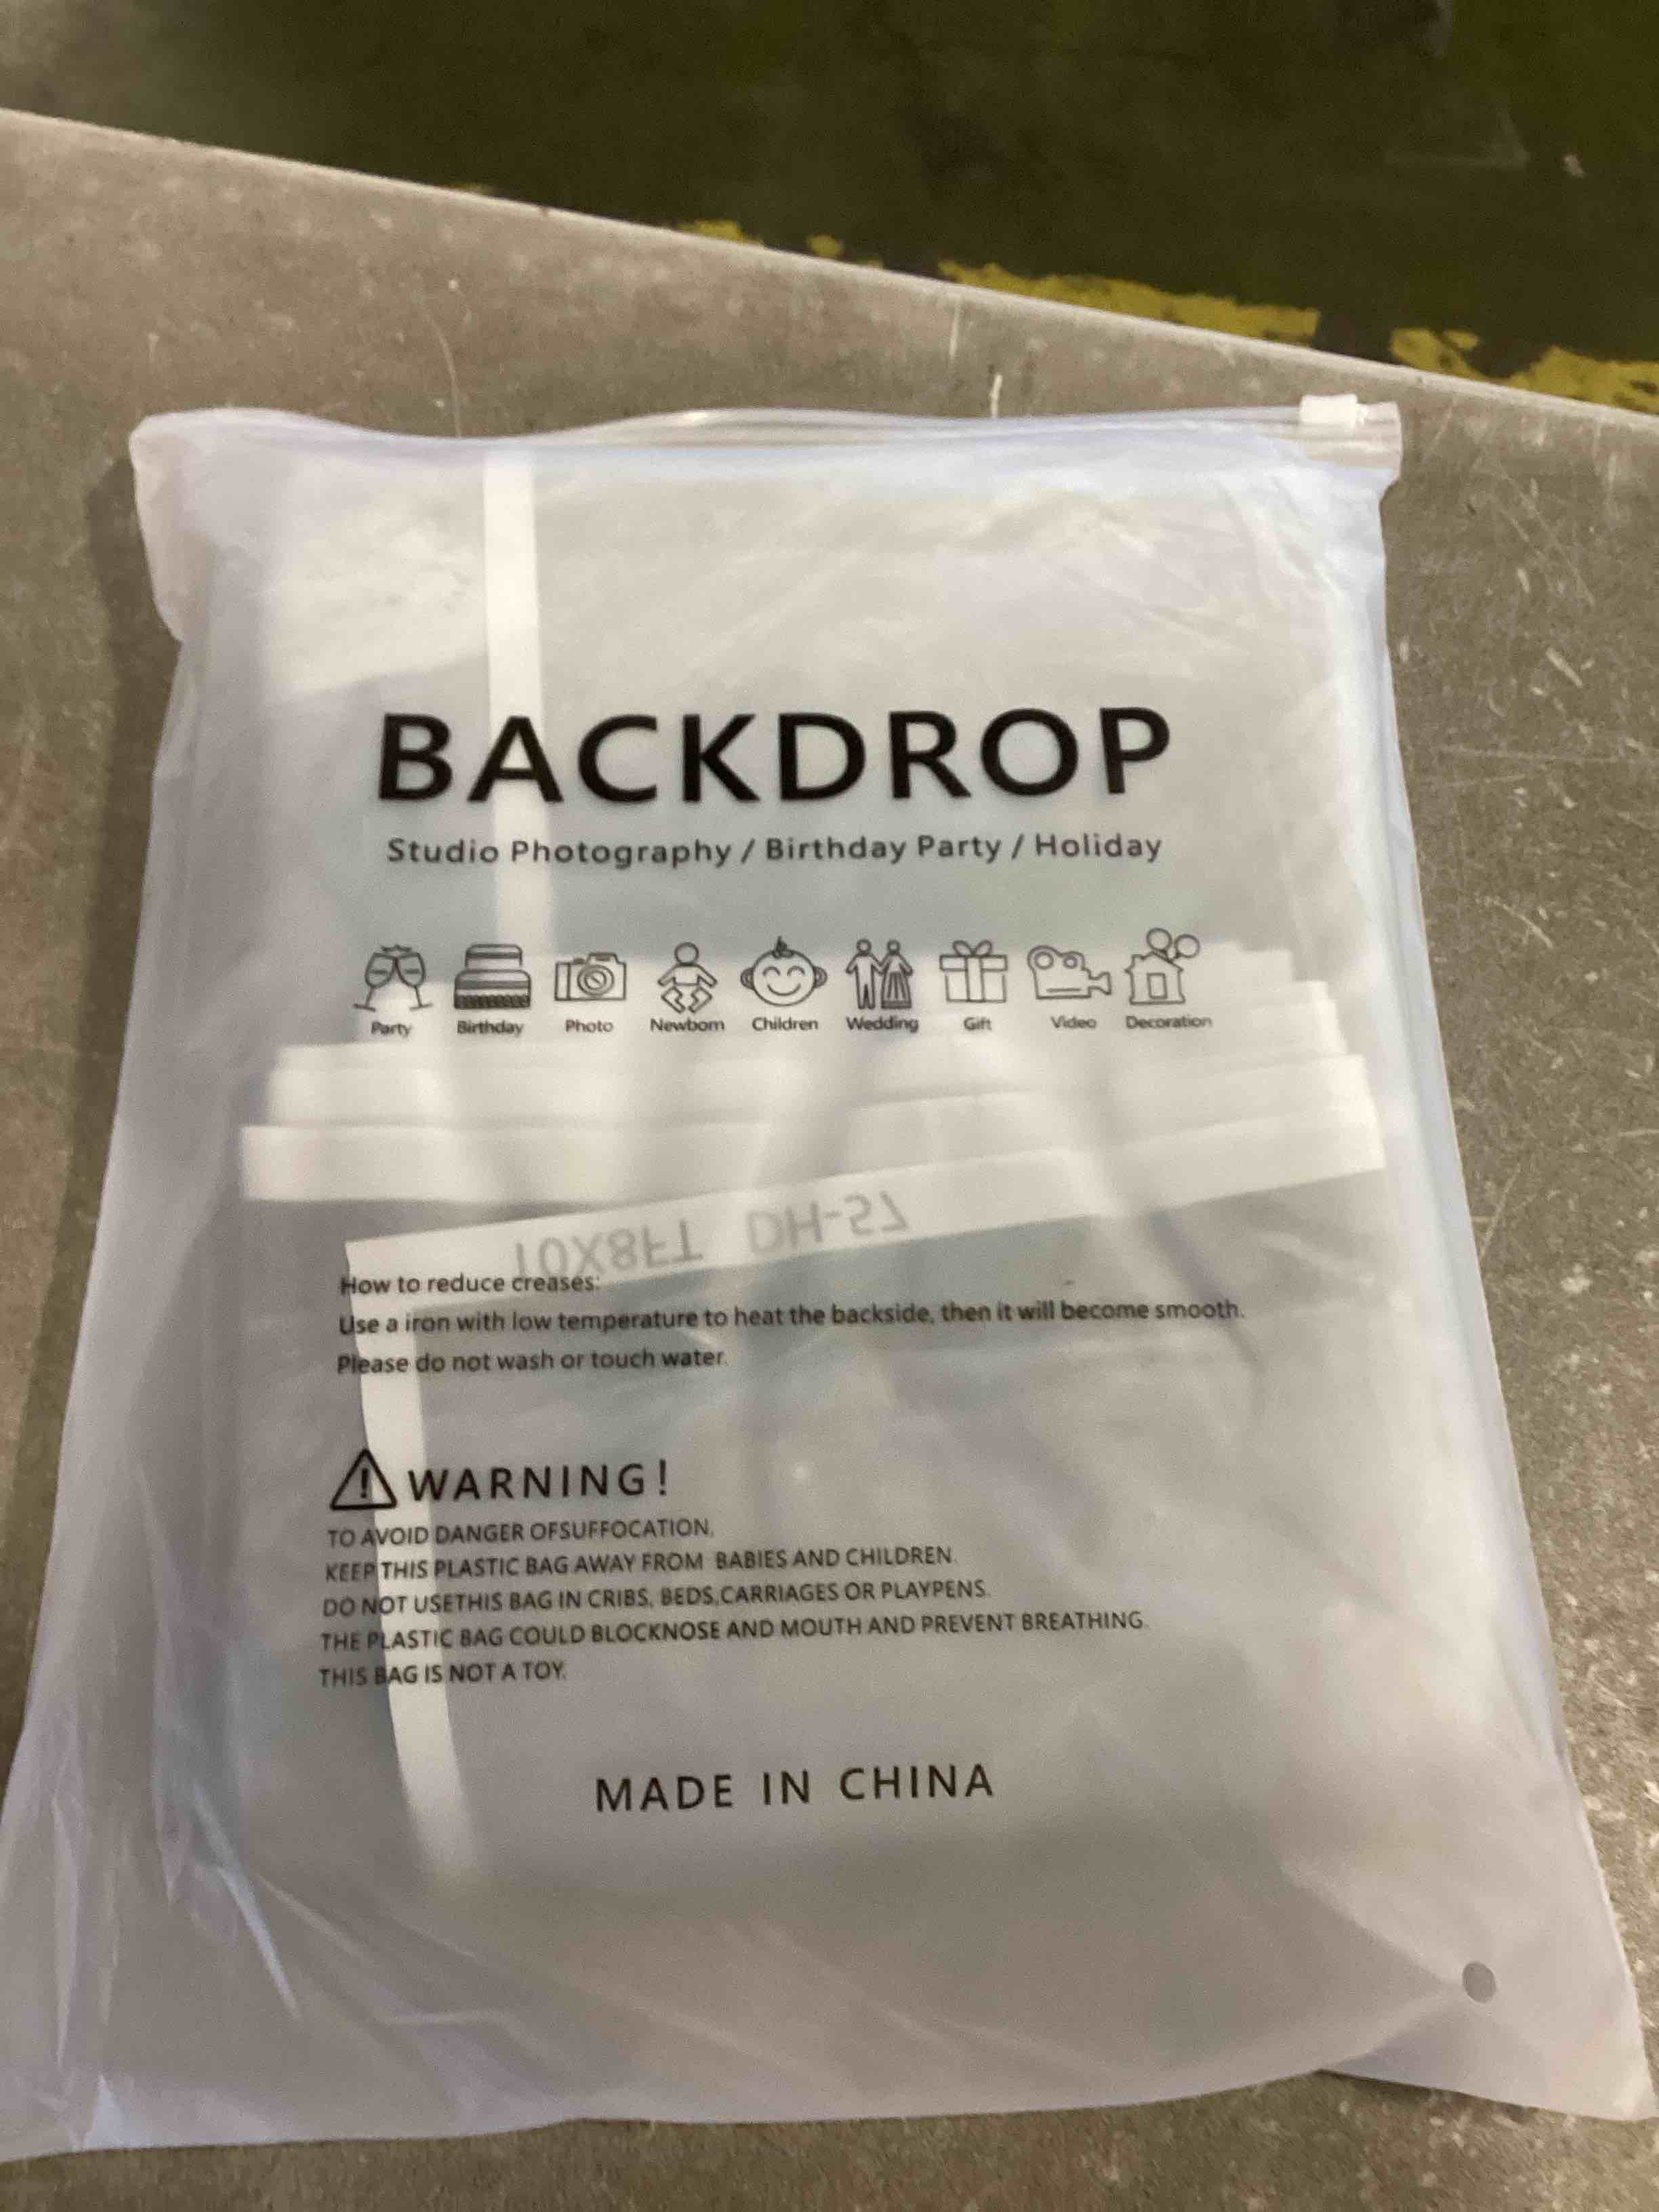 BACKDROP
Studio Photography / Birthday Party / Holiday
Party Birthday Photo Newborn Children Wedding Gift Video Decoration
10X8FT DH-57
How to reduce creases:
Use a iron with low temperature to heat the backside, then it will become smooth.
Please do not wash or touch water.
WARNING!
TO AVOID DANGER OFSUFFOCATION,
KEEP THIS PLASTIC BAG AWAY FROM BABIES AND CHILDREN.
DO NOT USETHIS BAG IN CRIBS, BEDS,CARRIAGES OR PLAYPENS.
THE PLASTIC BAG COULD BLOCKNOSE AND MOUTH AND PREVENT BREATHING.
THIS BAG IS NOT A TOY.
MADE IN CHINA